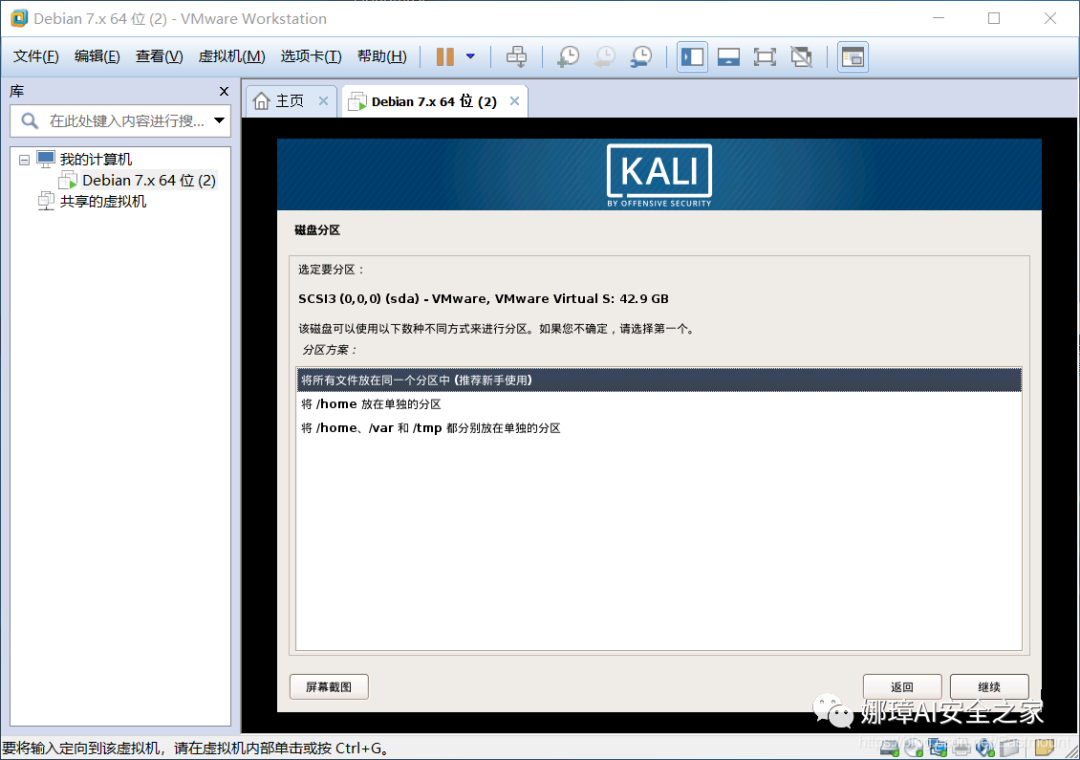 Debian 7.x 64 位 (2) - VMware Workstation
文件(F) 编辑(E) 查看(V) 虚拟机(M) 选项卡(T) 帮助(H)
库
在此处键入内容进行搜...
我的计算机
Debian 7.x 64 位 (2)
共享的虚拟机
主页 Debian 7.x 64 位 (2)
KALI
BY OFFENSIVE SECURITY
磁盘分区
选定要分区：
SCSI3 (0,0,0) (sda) - VMware, VMware Virtual S: 42.9 GB
该磁盘可以使用以下数种不同方式来进行分区。如果您不确定，请选择第一个。
分区方案：
将所有文件放在同一个分区中 (推荐新手使用)
将 /home 放在单独的分区
将 /home、/var 和 /tmp 都分别放在单独的分区
屏幕截图 返回 继续
娜璋AI安全之家
要将输入定向到该虚拟机，请在虚拟机内部单击或按 Ctrl+G。